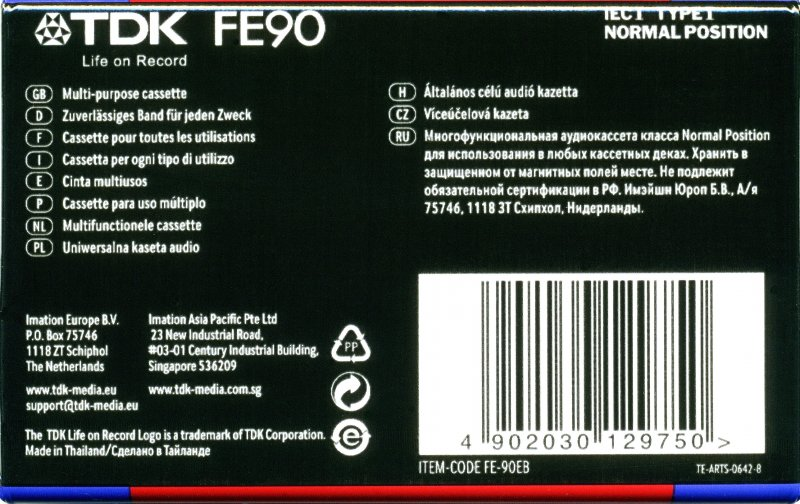 TDK FE90
Life on Record
IECI TYPEI
NORMAL POSITION
GB Multi-purpose cassette
D Zuverlässiges Band für jeden Zweck
F Cassette pour toutes les utilisations
I Cassetta per ogni tipo di utilizzo
E Cinta multiusos
P Cassette para uso múltiplo
NL Multifunctionele cassette
PL Uniwersalna kaseta audio
H Általános célú audió kazetta
CZ Víceúčelová kazeta
RU Многофункциональная аудиокассета класса Normal Position
для использования в любых кассетных деках. Хранить в
защищенном от магнитных полей месте. Не подлежит
обязательной сертификации в РФ. Имэйшн Юроп Б.В., А/я
75746, 1118 ЗТ Схипхол, Нидерланды.
Imation Europe B.V.
P.O. Box 75746
1118 ZT Schiphol
The Netherlands
www.tdk-media.eu
support@tdk-media.eu
Imation Asia Pacific Pte Ltd
23 New Industrial Road,
#03-01 Century Industrial Building,
Singapore 536209
www.tdk-media.com.sg
PP
The TDK Life on Record Logo is a trademark of TDK Corporation.
Made in Thailand/Сделано в Тайланде
4 902030 129750 >
ITEM-CODE FE-90EB
TE-ARTS-0642-8